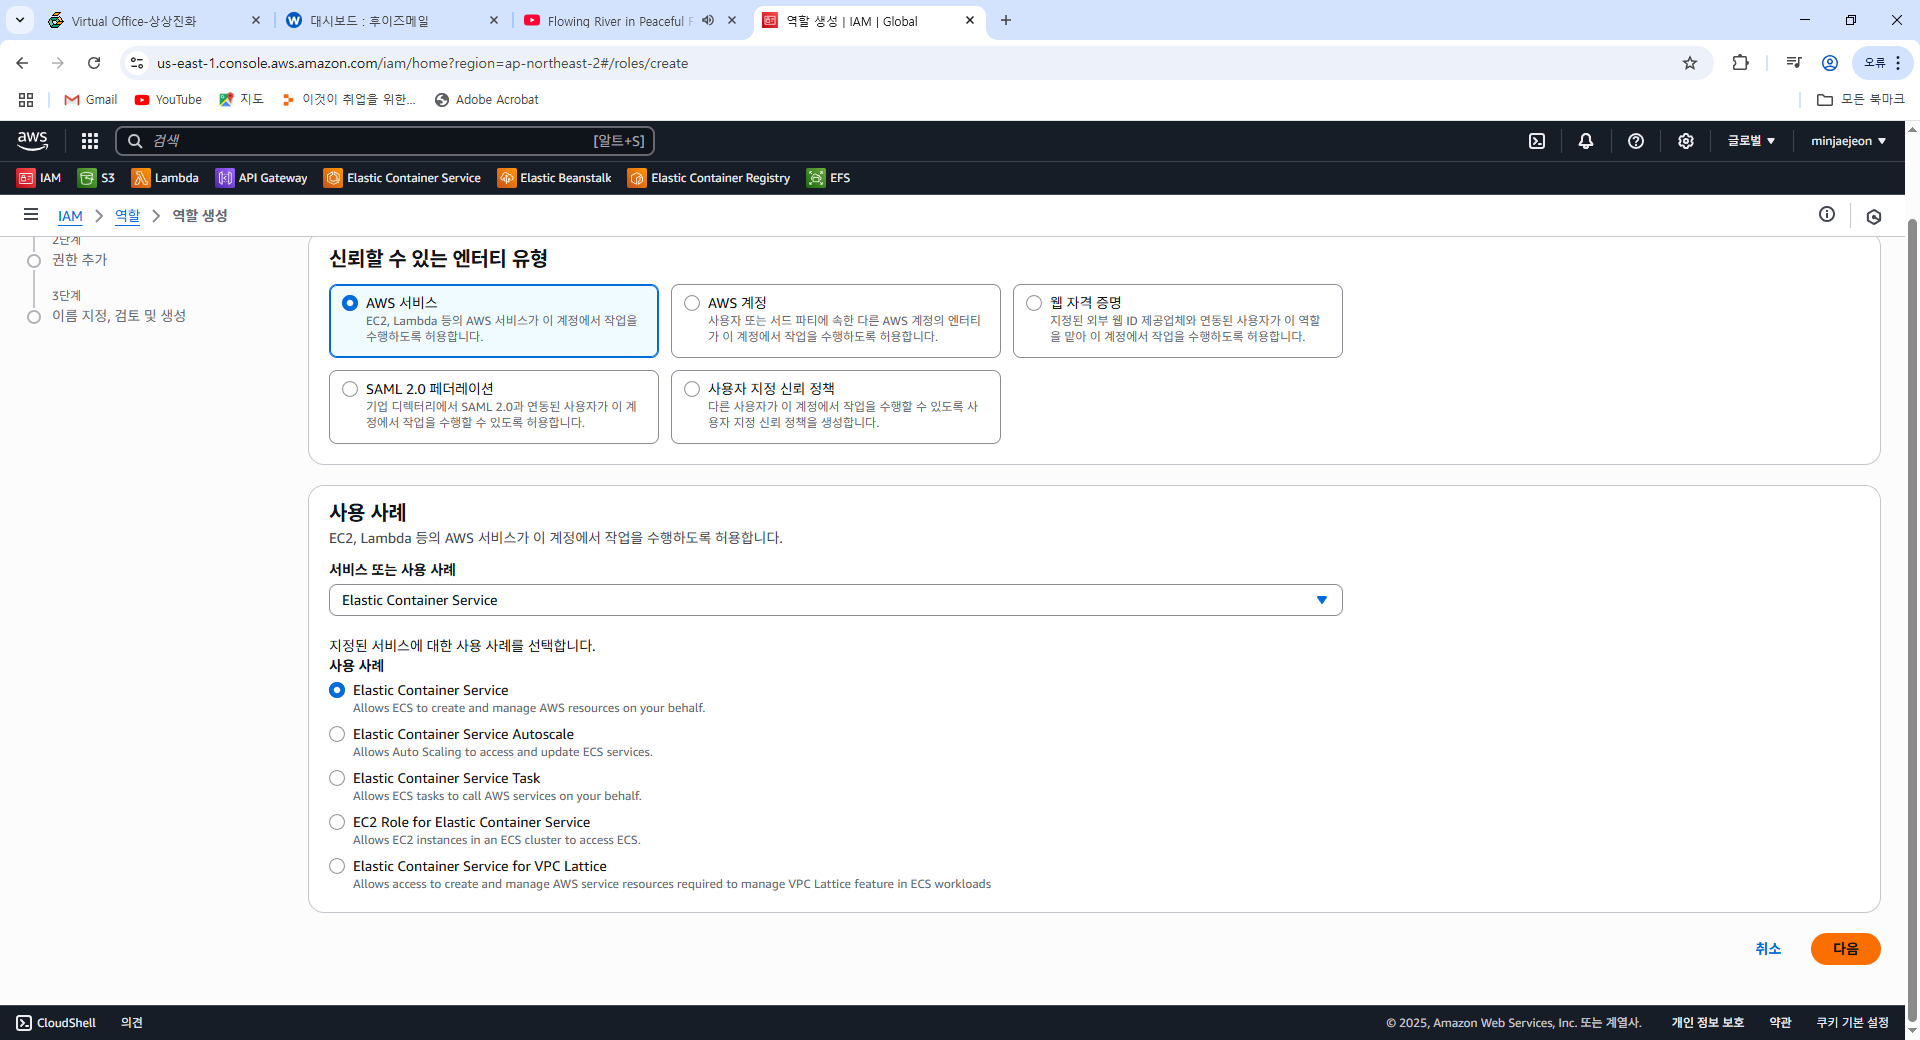 Virtual Office-상상진화
대시보드 : 후이즈메일
Flowing River in Peaceful F
역할 생성 | IAM | Global
us-east-1.console.aws.amazon.com/iam/home?region=ap-northeast-2#/roles/create
오류
Gmail
YouTube
지도
이것이 취업을 위한...
Adobe Acrobat
모든 북마크
aws
검색
[알트+S]
글로벌
minjaejeon
IAM
S3
Lambda
API Gateway
Elastic Container Service
Elastic Beanstalk
Elastic Container Registry
EFS
IAM
역할
역할 생성
2단계
권한 추가
3단계
이름 지정, 검토 및 생성
신뢰할 수 있는 엔터티 유형
AWS 서비스
EC2, Lambda 등의 AWS 서비스가 이 계정에서 작업을
수행하도록 허용합니다.
AWS 계정
사용자 또는 서드 파티에 속한 다른 AWS 계정의 엔터티
가 이 계정에서 작업을 수행하도록 허용합니다.
웹 자격 증명
지정된 외부 웹 ID 제공업체와 연동된 사용자가 이 역할
을 맡아 이 계정에서 작업을 수행하도록 허용합니다.
SAML 2.0 페더레이션
기업 디렉터리에서 SAML 2.0과 연동된 사용자가 이 계
정에서 작업을 수행할 수 있도록 허용합니다.
사용자 지정 신뢰 정책
다른 사용자가 이 계정에서 작업을 수행할 수 있도록 사
용자 지정 신뢰 정책을 생성합니다.
사용 사례
EC2, Lambda 등의 AWS 서비스가 이 계정에서 작업을 수행하도록 허용합니다.
서비스 또는 사용 사례
Elastic Container Service
지정된 서비스에 대한 사용 사례를 선택합니다.
사용 사례
Elastic Container Service
Allows ECS to create and manage AWS resources on your behalf.
Elastic Container Service Autoscale
Allows Auto Scaling to access and update ECS services.
Elastic Container Service Task
Allows ECS tasks to call AWS services on your behalf.
EC2 Role for Elastic Container Service
Allows EC2 instances in an ECS cluster to access ECS.
Elastic Container Service for VPC Lattice
Allows access to create and manage AWS service resources required to manage VPC Lattice feature in ECS workloads
취소
다음
CloudShell
의견
© 2025, Amazon Web Services, Inc. 또는 계열사.
개인 정보 보호
약관
쿠키 기본 설정